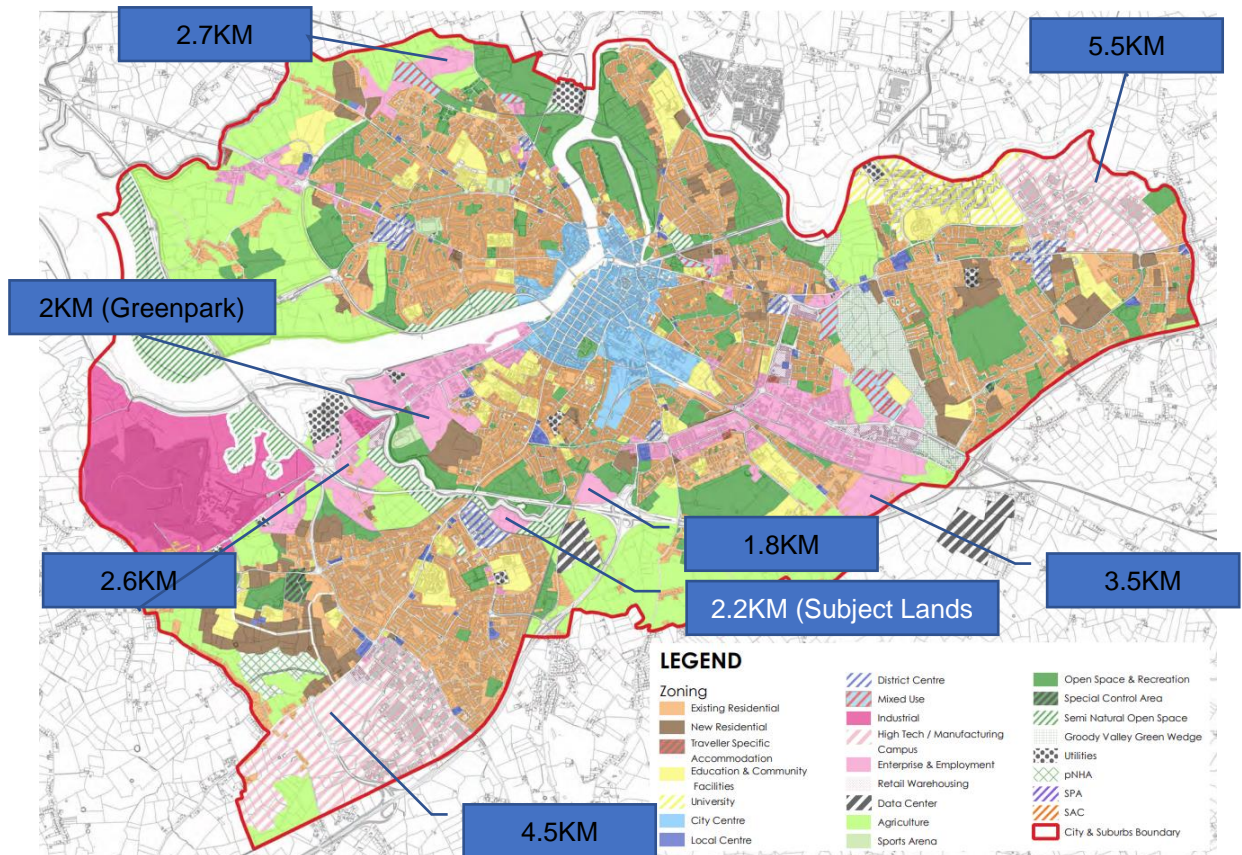 2.7KM
5.5KM
2KM (Greenpark)
1.8KM
2.6KM
3.5KM
2.2KM (Subject Lands
4.5KM
LEGEND
Zoning
Existing Residential
New Residential
Traveller Specific
Accommodation
Education & Community
Facilities
University
City Centre
Local Centre
District Centre
Mixed Use
Industrial
High Tech / Manufacturing
Campus
Enterprise & Employment
Retail Warehousing
Data Center
Agriculture
Sports Arena
Open Space & Recreation
Special Control Area
Semi Natural Open Space
Groody Valley Green Wedge
Utilities
pNHA
SPA
SAC
City & Suburbs Boundary